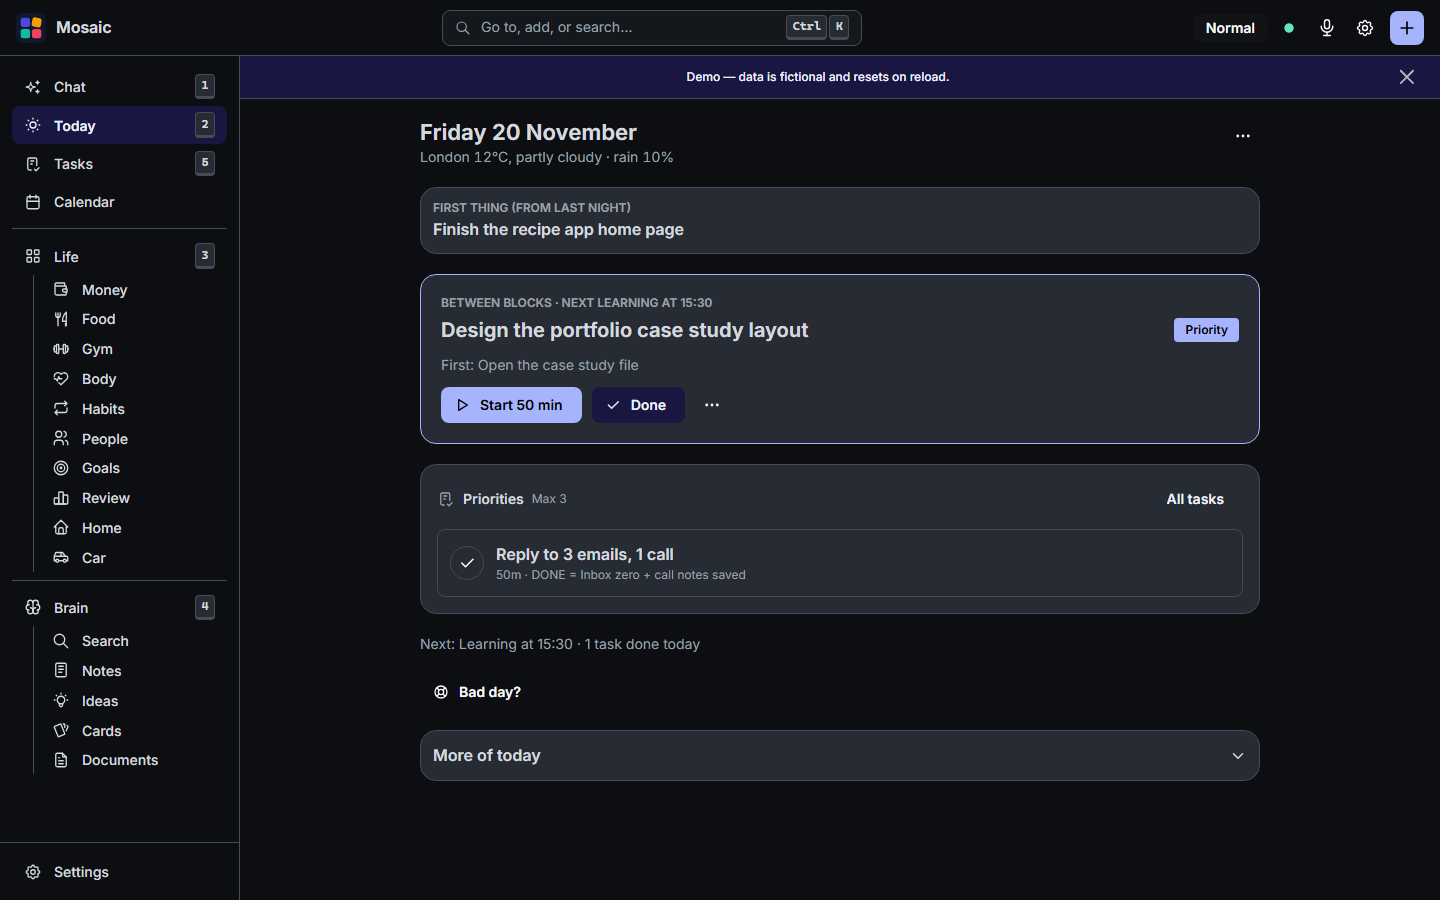 Mosaic
Go to, add, or search...
Ctrl K
Normal
Chat 1
Today 2
Tasks 5
Calendar
Life 3
Money
Food
Gym
Body
Habits
People
Goals
Review
Home
Car
Brain 4
Search
Notes
Ideas
Cards
Documents
Settings
Demo — data is fictional and resets on reload.
Friday 20 November
London 12°C, partly cloudy · rain 10%
FIRST THING (FROM LAST NIGHT)
Finish the recipe app home page
BETWEEN BLOCKS · NEXT LEARNING AT 15:30
Design the portfolio case study layout
Priority
First: Open the case study file
Start 50 min
Done
Priorities Max 3
All tasks
Reply to 3 emails, 1 call
50m · DONE = Inbox zero + call notes saved
Next: Learning at 15:30 · 1 task done today
Bad day?
More of today